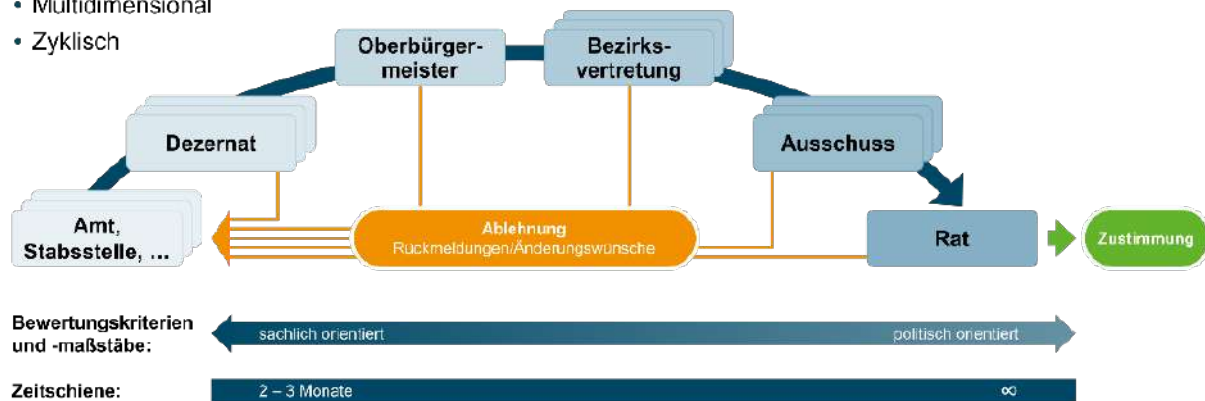 • Multidimensional
• Zyklisch
Oberbürger-
meister
Bezirks-
vertretung
Dezernat
Ausschuss
Amt,
Stabsstelle, ...
Ablehnung
Rückmeldungen/Änderungswünsche
Rat
Zustimmung
Bewertungskriterien
und -maßstäbe:
sachlich orientiert
politisch orientiert
Zeitschiene:
2 – 3 Monate
∞